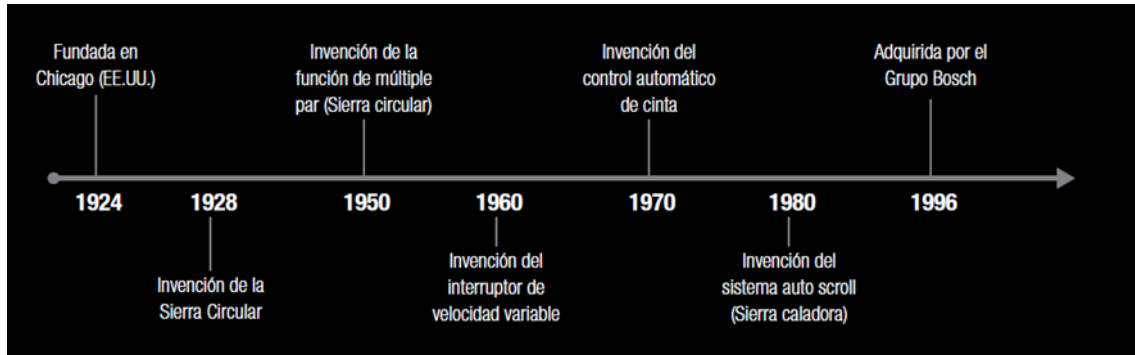 Fundada en
Chicago (EE.UU.)
Invención de la
función de múltiple
par (Sierra circular)
Invención del
control automático
de cinta
Adquirida por el
Grupo Bosch
1924
1928
1950
1960
1970
1980
1996
Invención de la
Sierra Circular
Invención del
interruptor de
velocidad variable
Invención del
sistema auto scroll
(Sierra caladora)